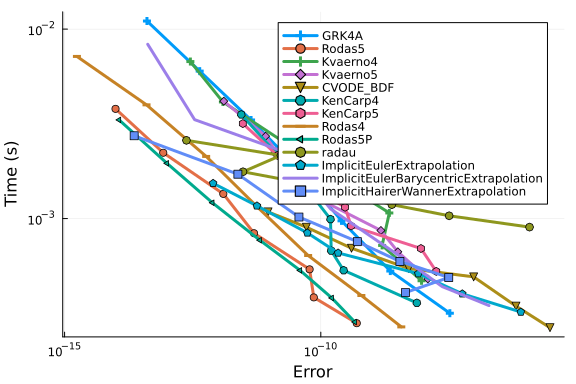 10⁻²
GRK4A
Rodas5
Kvaerno4
Kvaerno5
CVODE_BDF
KenCarp4
KenCarp5
Rodas4
Rodas5P
radau
ImplicitEulerExtrapolation
ImplicitEulerBarycentricExtrapolation
ImplicitHairerWannerExtrapolation
Time (s)
10⁻³
10⁻¹⁵
10⁻¹⁰
Error